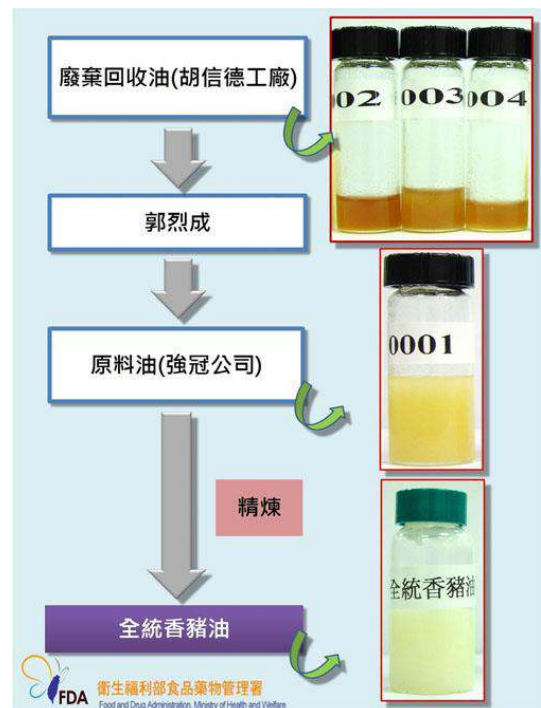 廢棄回收油(胡信德工廠)
002
003
004
郭烈成
原料油(強冠公司)
0001
精煉
全統香豬油
全統香豬油
FDA 衛生福利部食品藥物管理署
Food and Drug Administration, Ministry of Health and Welfare